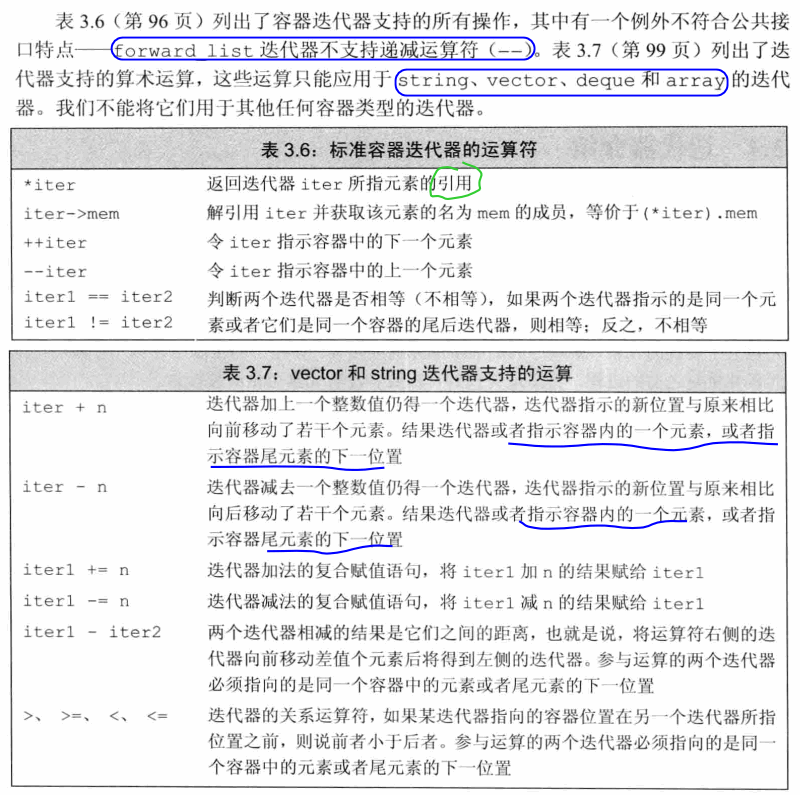 表 3.6（第 96 页）列出了容器迭代器支持的所有操作，其中有一个例外不符合公共接
口特点——forward_list 迭代器不支持递减运算符（--）。表 3.7（第 99 页）列出了迭
代器支持的算术运算，这些运算只能应用于 string、vector、deque 和 array 的迭代
器。我们不能将它们用于其他任何容器类型的迭代器。
表 3.6：标准容器迭代器的运算符
*iter 返回迭代器 iter 所指元素的引用
iter->mem 解引用 iter 并获取该元素的名为 mem 的成员，等价于(*iter).mem
++iter 令 iter 指示容器中的下一个元素
--iter 令 iter 指示容器中的上一个元素
iter1 == iter2 判断两个迭代器是否相等（不相等），如果两个迭代器指示的是同一个元
iter1 != iter2 素或者它们是同一个容器的尾后迭代器，则相等；反之，不相等
表 3.7：vector 和 string 迭代器支持的运算
iter + n 迭代器加上一个整数值仍得一个迭代器，迭代器指示的新位置与原来相比
向前移动了若干个元素。结果迭代器或者指示容器内的一个元素，或者指
示容器尾元素的下一位置
iter - n 迭代器减去一个整数值仍得一个迭代器，迭代器指示的新位置与原来相比
向后移动了若干个元素。结果迭代器或者指示容器内的一个元素，或者指
示容器尾元素的下一位置
iter1 += n 迭代器加法的复合赋值语句，将 iter1 加 n 的结果赋给 iter1
iter1 -= n 迭代器减法的复合赋值语句，将 iter1 减 n 的结果赋给 iter1
iter1 - iter2 两个迭代器相减的结果是它们之间的距离，也就是说，将运算符右侧的迭
代器向前移动差值个元素后将得到左侧的迭代器。参与运算的两个迭代器
必须指向的是同一个容器中的元素或者尾元素的下一位置
>、 >=、 <、 <= 迭代器的关系运算符，如果某迭代器指向的容器位置在另一个迭代器所指
位置之前，则说前者小于后者。参与运算的两个迭代器必须指向的是同一
个容器中的元素或者尾元素的下一位置